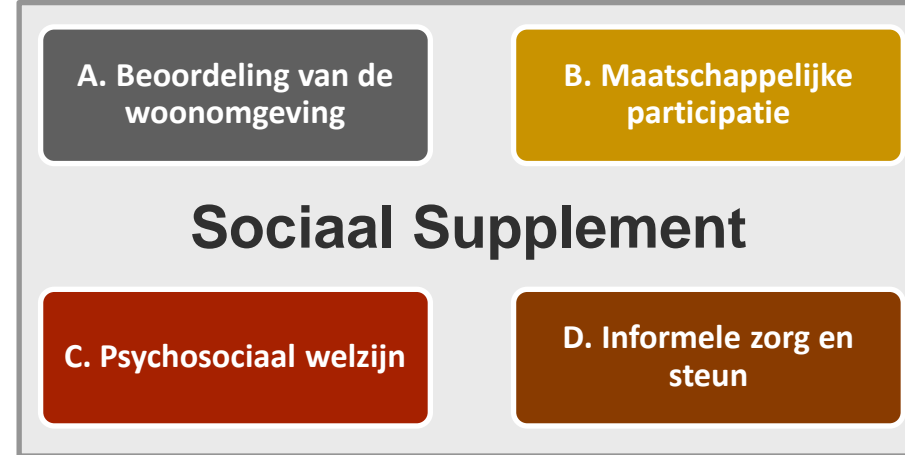 A. Beoordeling van de
woonomgeving
B. Maatschappelijke
participatie
Sociaal Supplement
C. Psychosociaal welzijn
D. Informele zorg en
steun